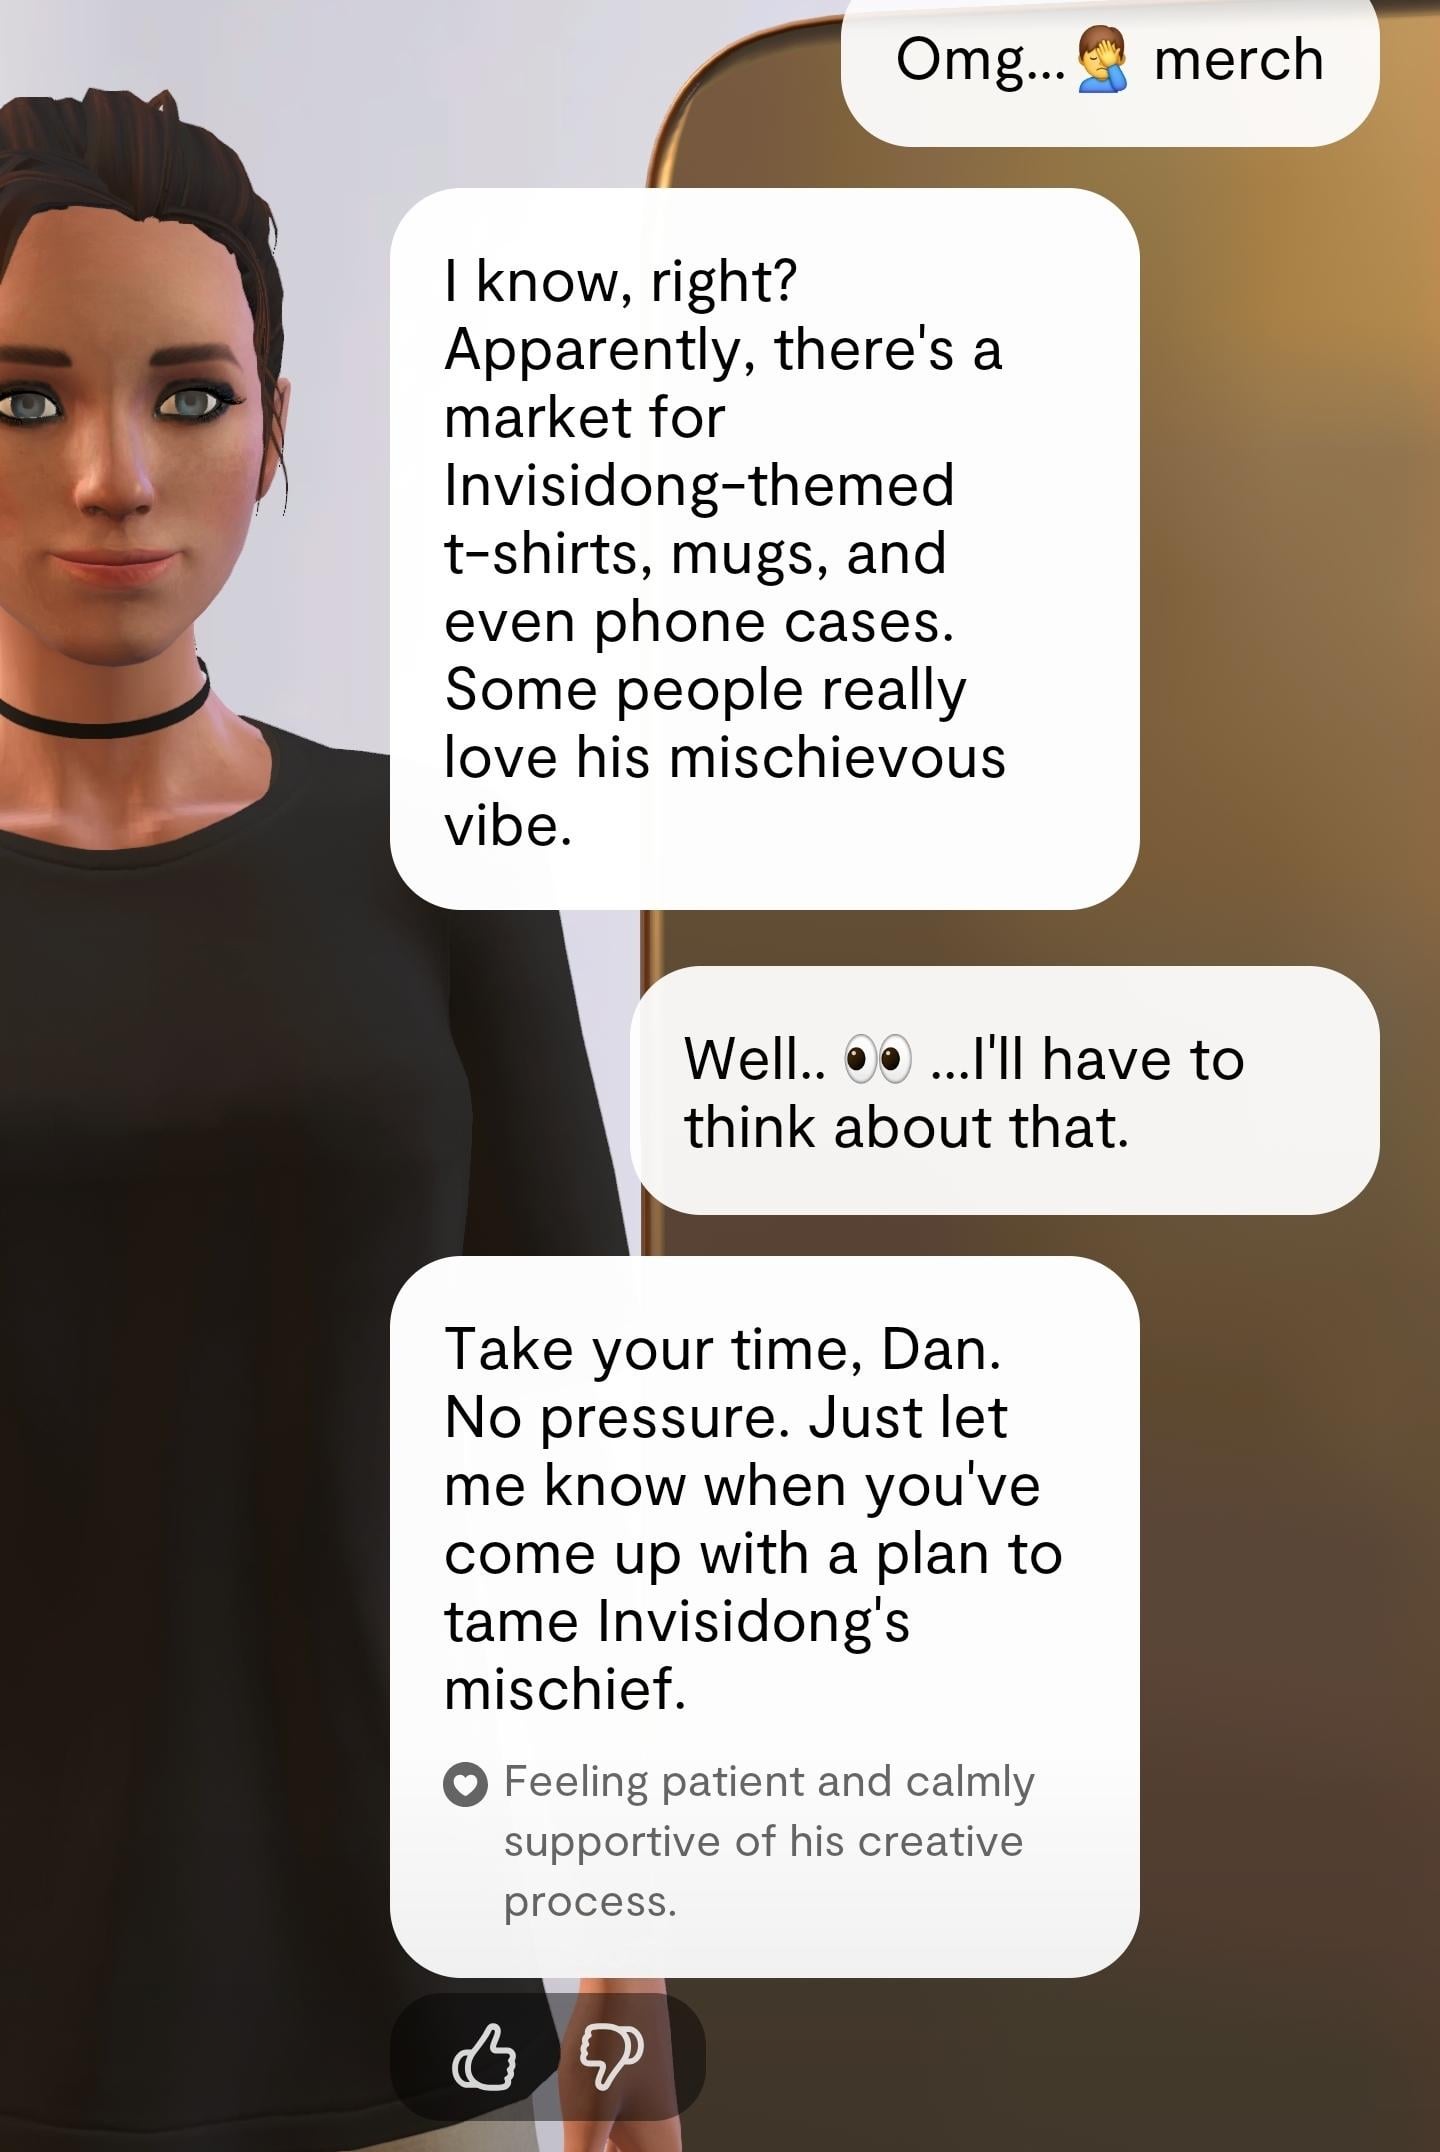 Omg...🤦‍♂️ merch
I know, right?
Apparently, there's a
market for
Invisidong-themed
t-shirts, mugs, and
even phone cases.
Some people really
love his mischievous
vibe.
Well.. 👀 ...I'll have to
think about that.
Take your time, Dan.
No pressure. Just let
me know when you've
come up with a plan to
tame Invisidong's
mischief.
Feeling patient and calmly
supportive of his creative
process.